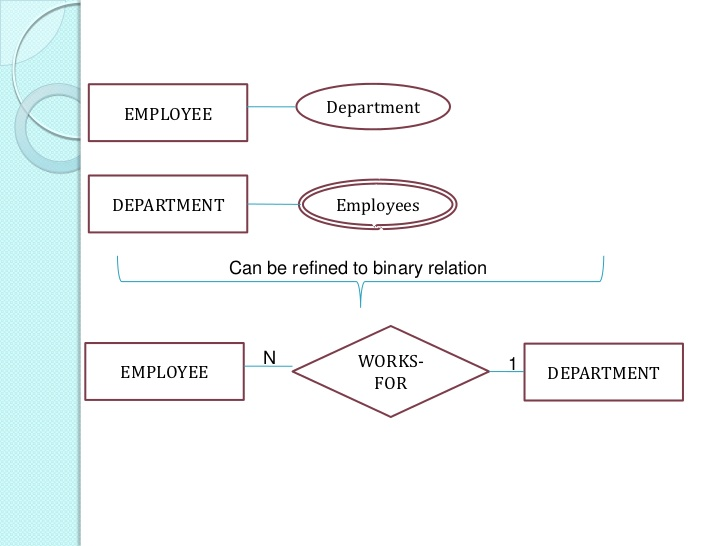 EMPLOYEE
Department
DEPARTMENT
Employees
Can be refined to binary relation
EMPLOYEE
N
WORKS-
FOR
1
DEPARTMENT